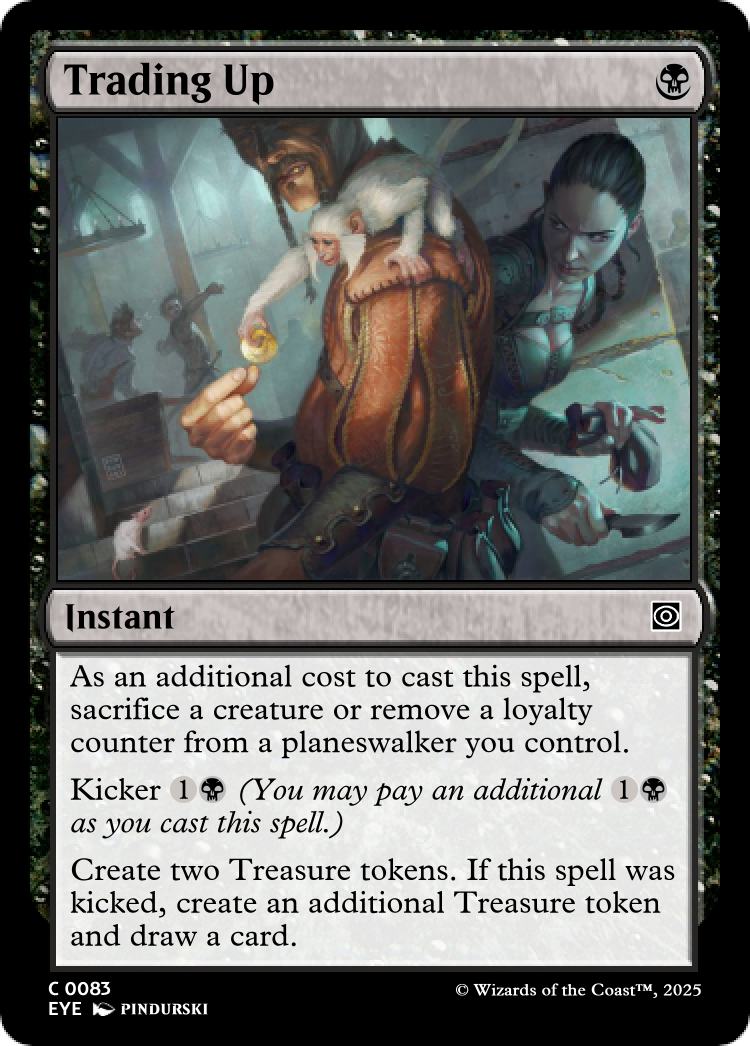 Trading Up
Instant
As an additional cost to cast this spell,
sacrifice a creature or remove a loyalty
counter from a planeswalker you control.
Kicker 1 (You may pay an additional 1
as you cast this spell.)
Create two Treasure tokens. If this spell was
kicked, create an additional Treasure token
and draw a card.
C 0083
EYE PINDURSKI
© Wizards of the Coast™, 2025